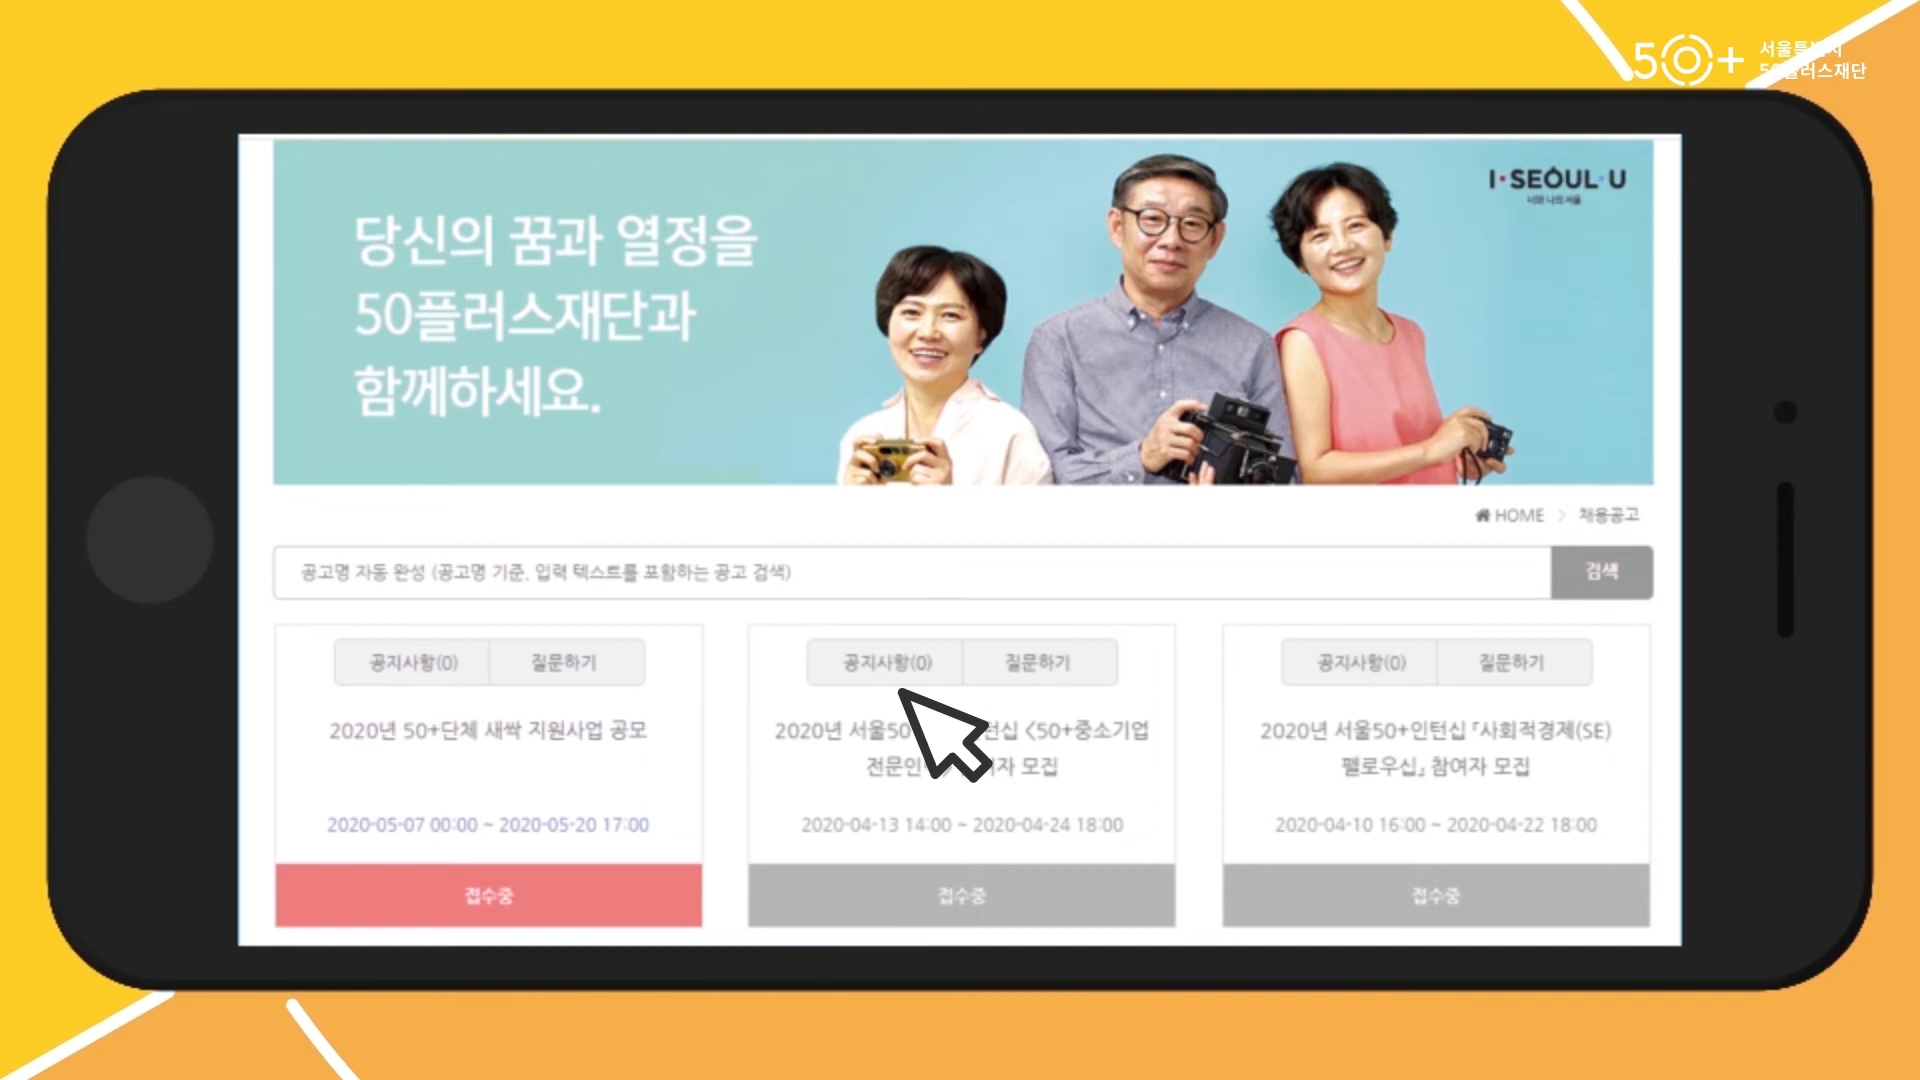 50+ 서울특별시
50플러스재단
당신의 꿈과 열정을
50플러스재단과
함께하세요.
I·SEOUL·U
너와 나의 서울
HOME > 채용공고
공고명 자동 완성 (공고명 기준, 입력 텍스트를 포함하는 공고 검색)
검색
공지사항(0) 질문하기
2020년 50+단체 새싹 지원사업 공모
2020-05-07 00:00 ~ 2020-05-20 17:00
접수중
공지사항(0) 질문하기
2020년 서울50 턴십 <50+중소기업
전문인 자 모집
2020-04-13 14:00 ~ 2020-04-24 18:00
접수중
공지사항(0) 질문하기
2020년 서울50+인턴십 「사회적경제(SE)
펠로우십」 참여자 모집
2020-04-10 16:00 ~ 2020-04-22 18:00
접수중